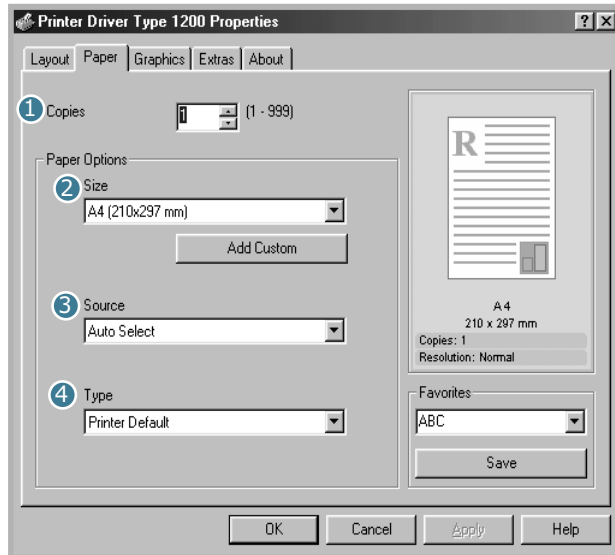 Printer Driver Type 1200 Properties
Layout Paper Graphics Extras About
1 Copies 1 (1 - 999)
Paper Options
2 Size
A4 (210x297 mm)
Add Custom
3 Source
Auto Select
4 Type
Printer Default
R
A4
210 x 297 mm
Copies: 1
Resolution: Normal
Favorites
ABC
Save
OK Cancel Apply Help